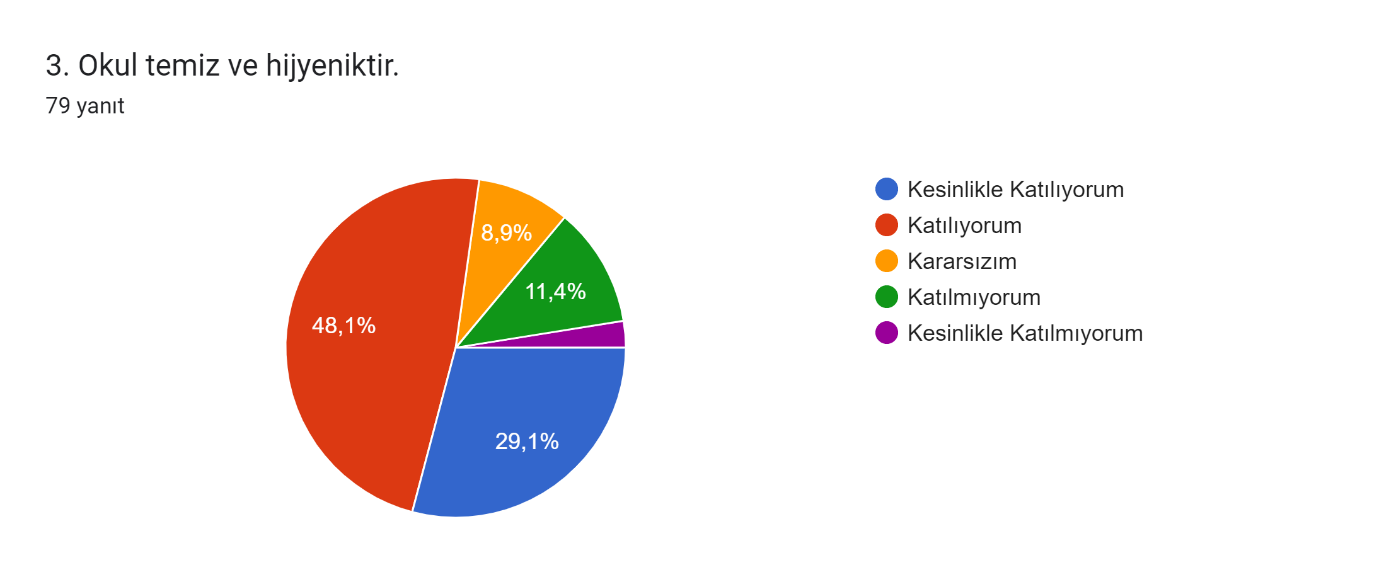 3. Okul temiz ve hijyeniktir.
79 yanıt
8,9%
11,4%
48,1%
29,1%
Kesinlikle Katılıyorum
Katılıyorum
Kararsızım
Katılmıyorum
Kesinlikle Katılmıyorum